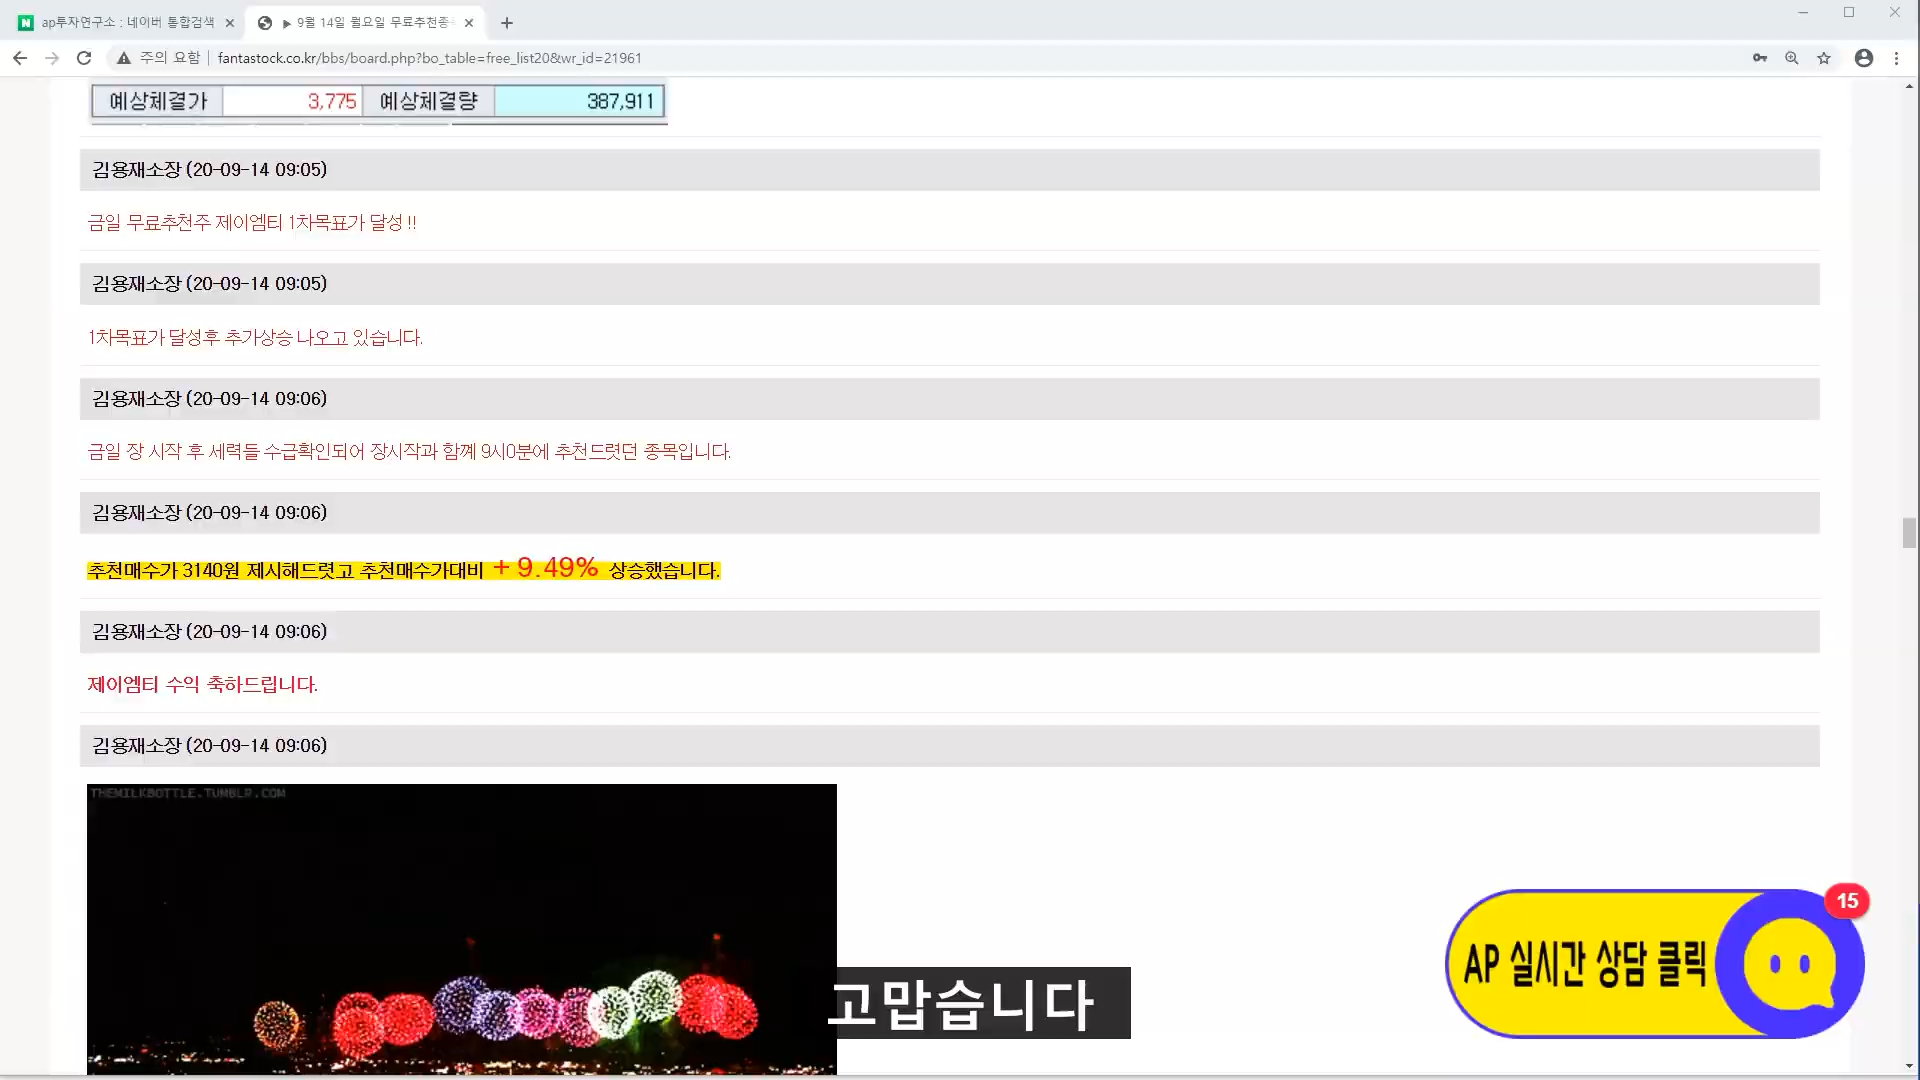 ap투자연구소 : 네이버 통합검색
▶ 9월 14일 월요일 무료추천종
주의 요함
fantastock.co.kr/bbs/board.php?bo_table=free_list20&wr_id=21961
예상체결가 3,775 예상체결량 387,911
김용재소장 (20-09-14 09:05)
금일 무료추천주 제이엠티 1차목표가 달성 !!
김용재소장 (20-09-14 09:05)
1차목표가 달성후 추가상승 나오고 있습니다.
김용재소장 (20-09-14 09:06)
금일 장 시작 후 세력들 수급확인되어 장시작과 함꼐 9시0분에 추천드렷던 종목입니다.
김용재소장 (20-09-14 09:06)
추천매수가 3140원 제시해드렷고 추천매수가대비 + 9.49% 상승했습니다.
김용재소장 (20-09-14 09:06)
제이엠티 수익 축하드립니다.
김용재소장 (20-09-14 09:06)
THEMILKBOTTLE.TUMBLR.COM
15
AP 실시간 상담 클릭
고맙습니다